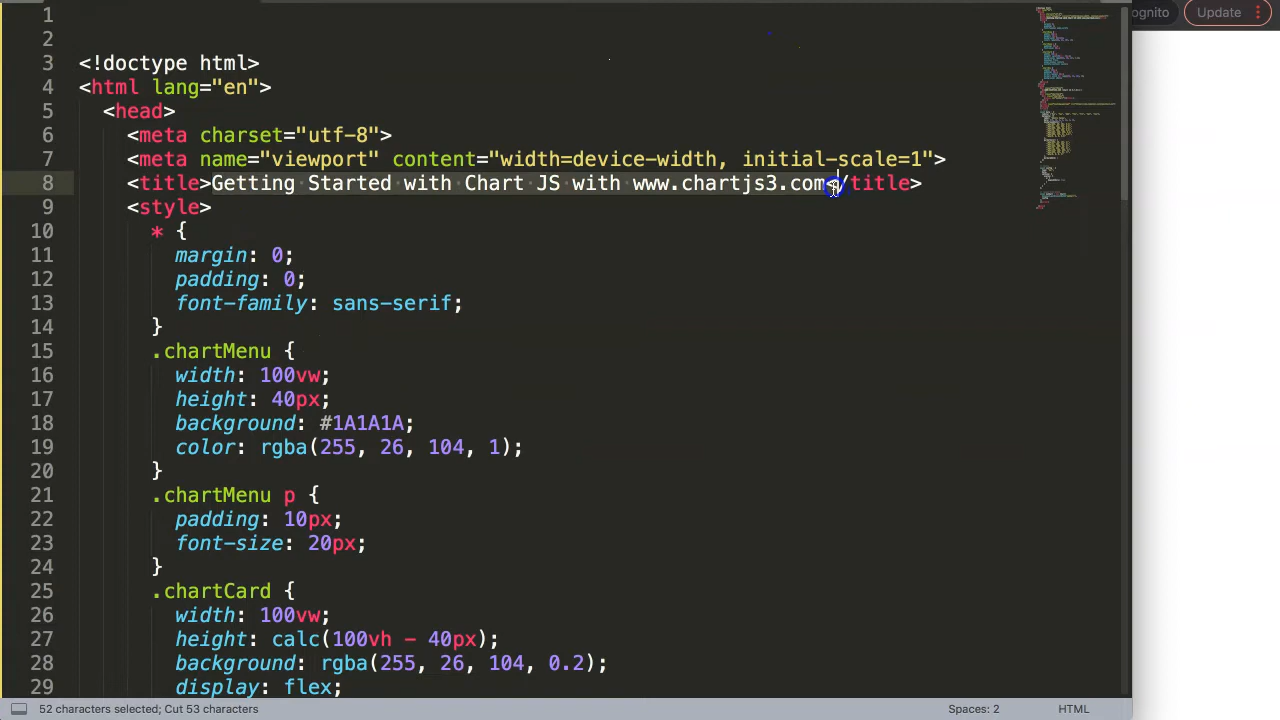 1
2
3 <!doctype html>
4 <html lang="en">
5 <head>
6 <meta charset="utf-8">
7 <meta name="viewport" content="width=device-width, initial-scale=1">
8 <title>Getting Started with Chart JS with www.chartjs3.com</title>
9 <style>
10 * {
11 margin: 0;
12 padding: 0;
13 font-family: sans-serif;
14 }
15 .chartMenu {
16 width: 100vw;
17 height: 40px;
18 background: #1A1A1A;
19 color: rgba(255, 26, 104, 1);
20 }
21 .chartMenu p {
22 padding: 10px;
23 font-size: 20px;
24 }
25 .chartCard {
26 width: 100vw;
27 height: calc(100vh - 40px);
28 background: rgba(255, 26, 104, 0.2);
29 display: flex;
52 characters selected; Cut 53 characters
Spaces: 2
HTML
ognito
Update